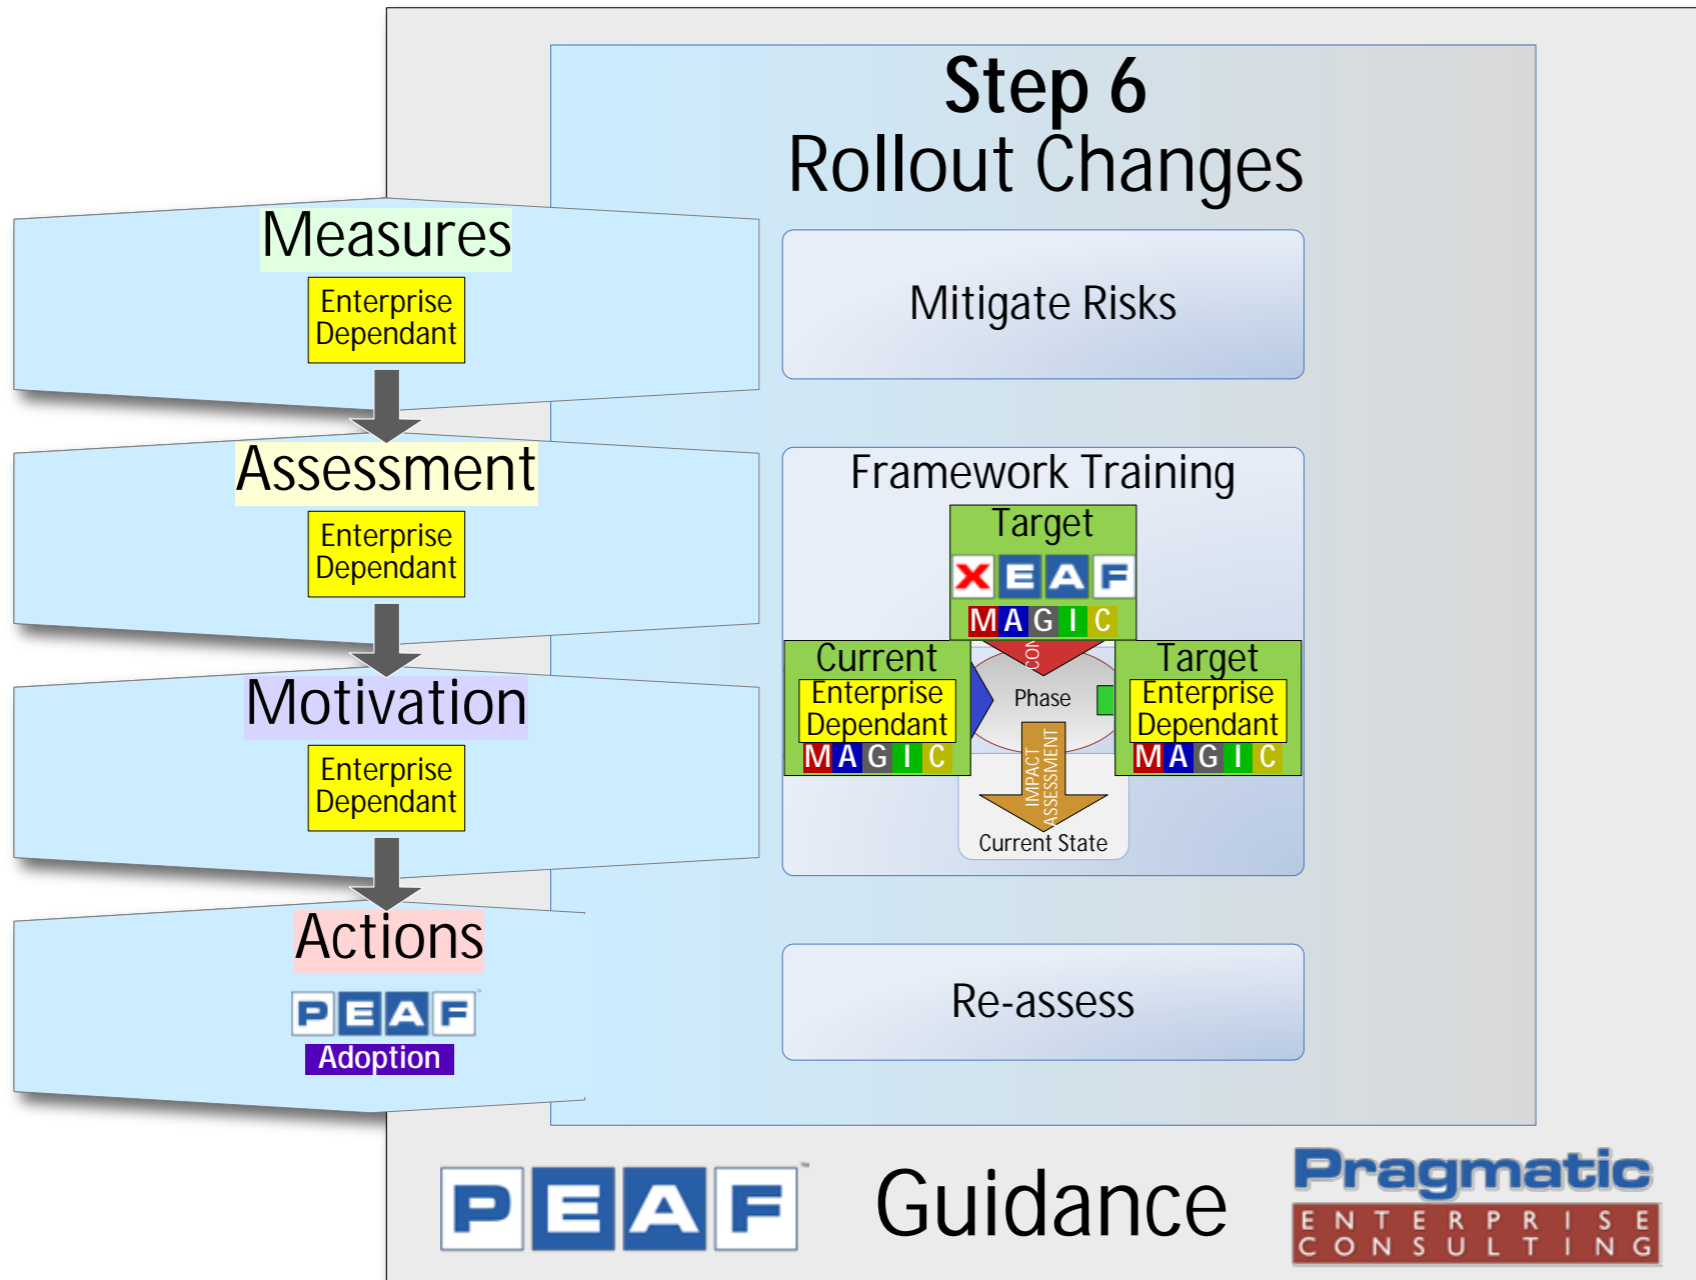 Step 6
Rollout Changes
Measures
Enterprise
Dependant
Mitigate Risks
Assessment
Enterprise
Dependant
Framework Training
Target
XEAF
MAGIC
Current
Enterprise
Dependant
MAGIC
CON
Phase
Target
Enterprise
Dependant
MAGIC
IMPACT
ASSESSMENT
Current State
Motivation
Enterprise
Dependant
Actions
PEAF
Adoption
Re-assess
PEAF™
Guidance
Pragmatic
ENTERPRISE
CONSULTING